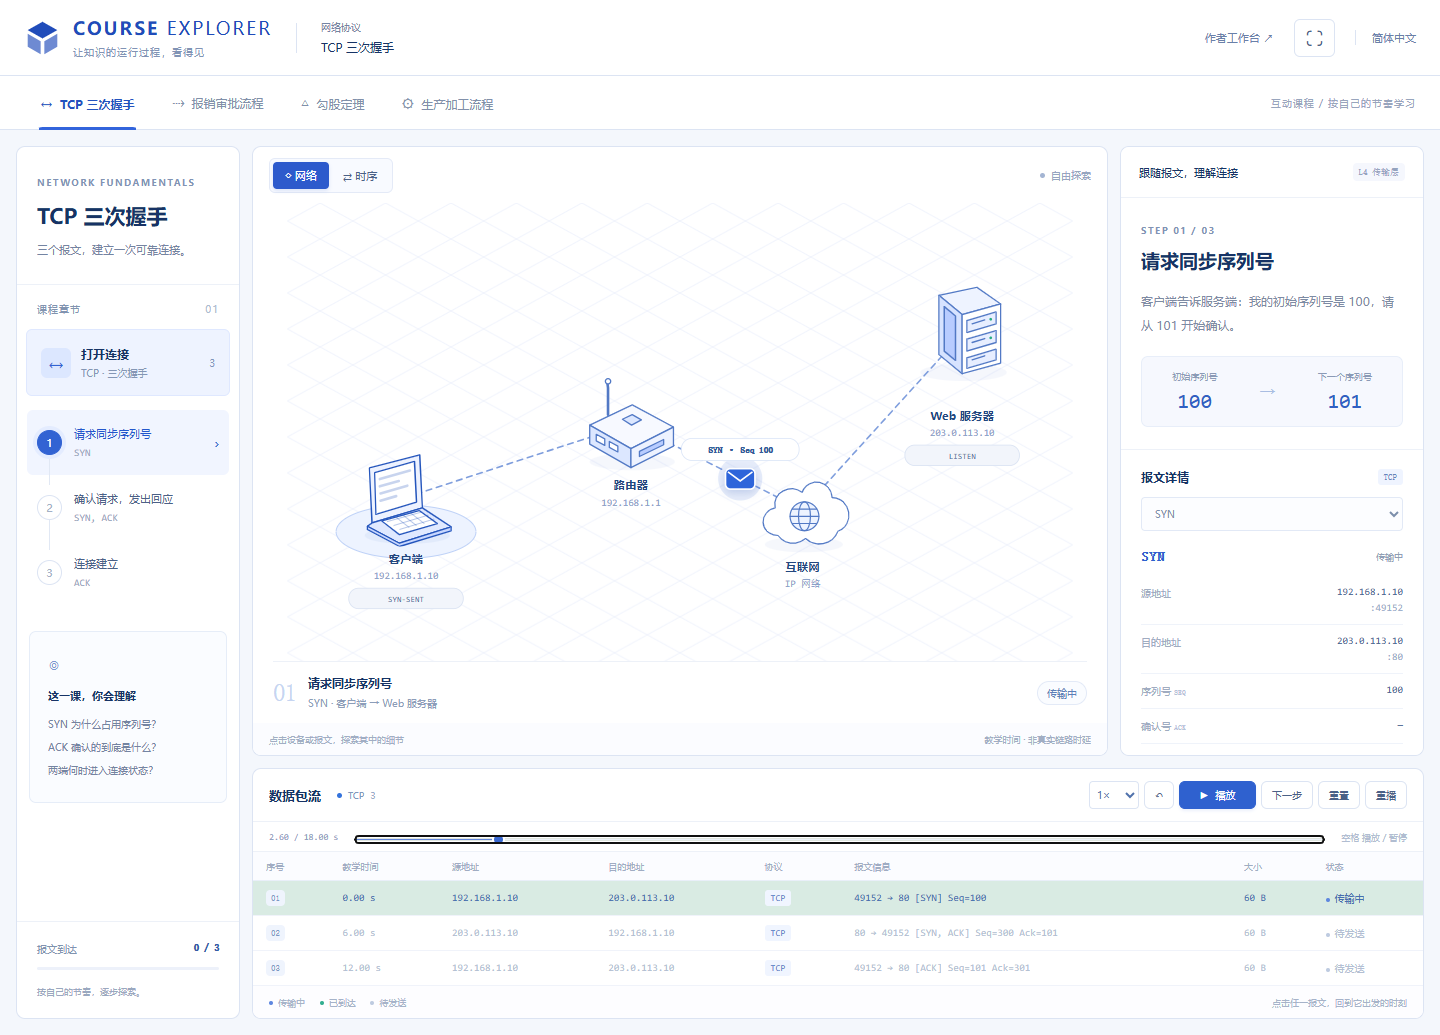 COURSE EXPLORER
让知识的运行过程，看得见
网络协议
TCP 三次握手
作者工作台 ↗
简体中文
↔ TCP 三次握手
报销审批流程
勾股定理
生产加工流程
互动课程 / 按自己的节奏学习
NETWORK FUNDAMENTALS
TCP 三次握手
三个报文，建立一次可靠连接。
课程章节 01
打开连接
TCP · 三次握手
3
1 请求同步序列号
SYN
2 确认请求，发出回应
SYN, ACK
3 连接建立
ACK
这一课，你会理解
SYN 为什么占用序列号？
ACK 确认的到底是什么？
两端何时进入连接状态？
报文到达 0 / 3
按自己的节奏，逐步探索。
网络
时序
自由探索
Web 服务器
203.0.113.10
LISTEN
路由器
192.168.1.1
SYN · Seq 100
客户端
192.168.1.10
SYN-SENT
互联网
IP 网络
01 请求同步序列号
SYN · 客户端 → Web 服务器
传输中
点击设备或报文，探索其中的细节
教学时间 · 非真实链路时延
跟随报文，理解连接
L4 传输层
STEP 01 / 03
请求同步序列号
客户端告诉服务端：我的初始序列号是 100，请
从 101 开始确认。
初始序列号
100
→
下一个序列号
101
报文详情 TCP
SYN
SYN 传输中
源地址 192.168.1.10
:49152
目的地址 203.0.113.10
:80
序列号 SEQ 100
确认号 ACK —
数据包流 TCP 3
1×
▶ 播放
下一步
重置
重播
2.60 / 18.00 s
空格 播放 / 暂停
序号 教学时间 源地址 目的地址 协议 报文信息 大小 状态
01 0.00 s 192.168.1.10 203.0.113.10 TCP 49152 → 80 [SYN] Seq=100 60 B 传输中
02 6.00 s 203.0.113.10 192.168.1.10 TCP 80 → 49152 [SYN, ACK] Seq=300 Ack=101 60 B 待发送
03 12.00 s 192.168.1.10 203.0.113.10 TCP 49152 → 80 [ACK] Seq=101 Ack=301 60 B 待发送
传输中 已到达 待发送
点击任一报文，回到它出发的时刻